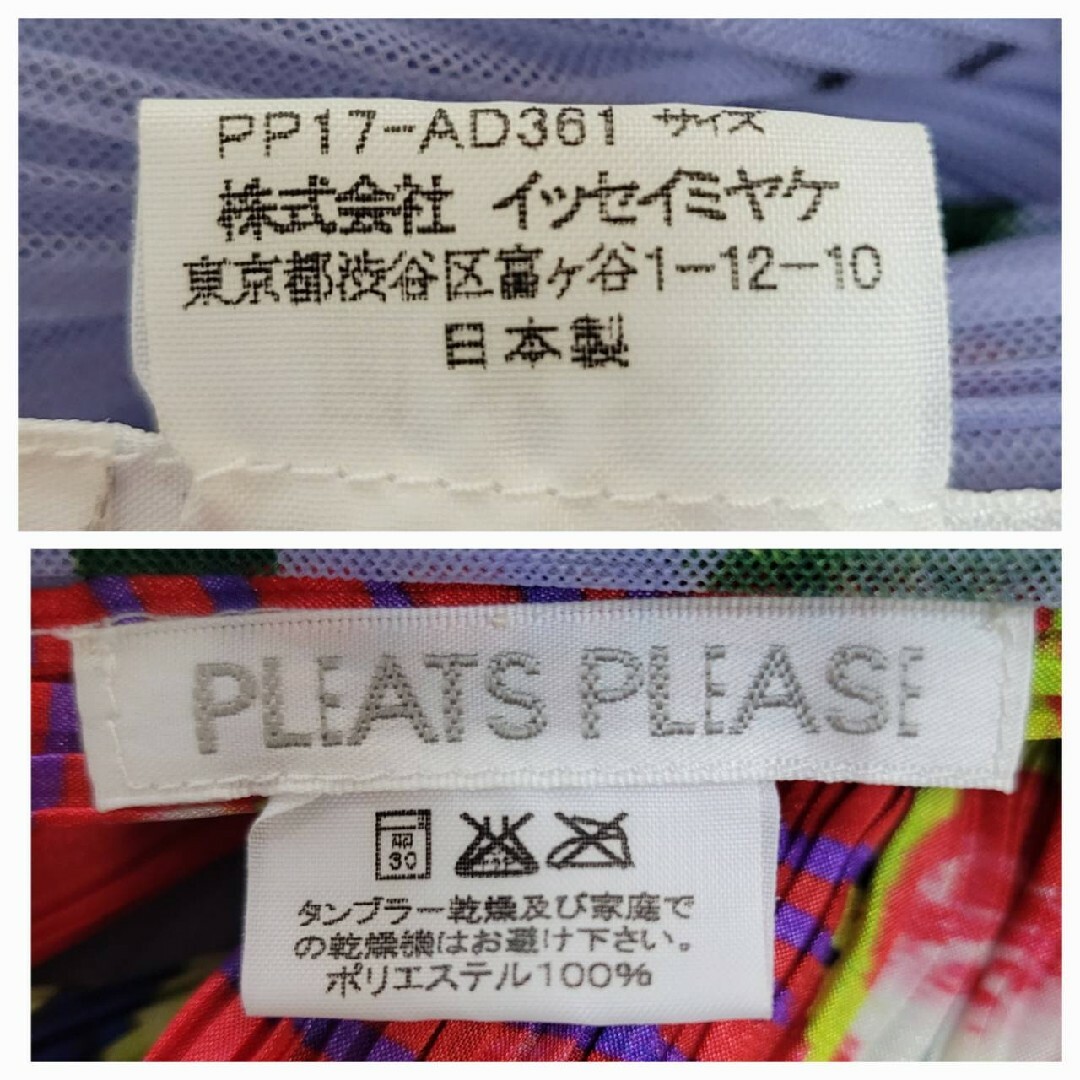 PP17-AD361 サイズ
株式会社 イッセイミヤケ
東京都渋谷区富ヶ谷1-12-10
日本製
PLEATS PLEASE
30
タンブラー乾燥及び家庭で
の乾燥機はお避け下さい。
ポリエステル100%